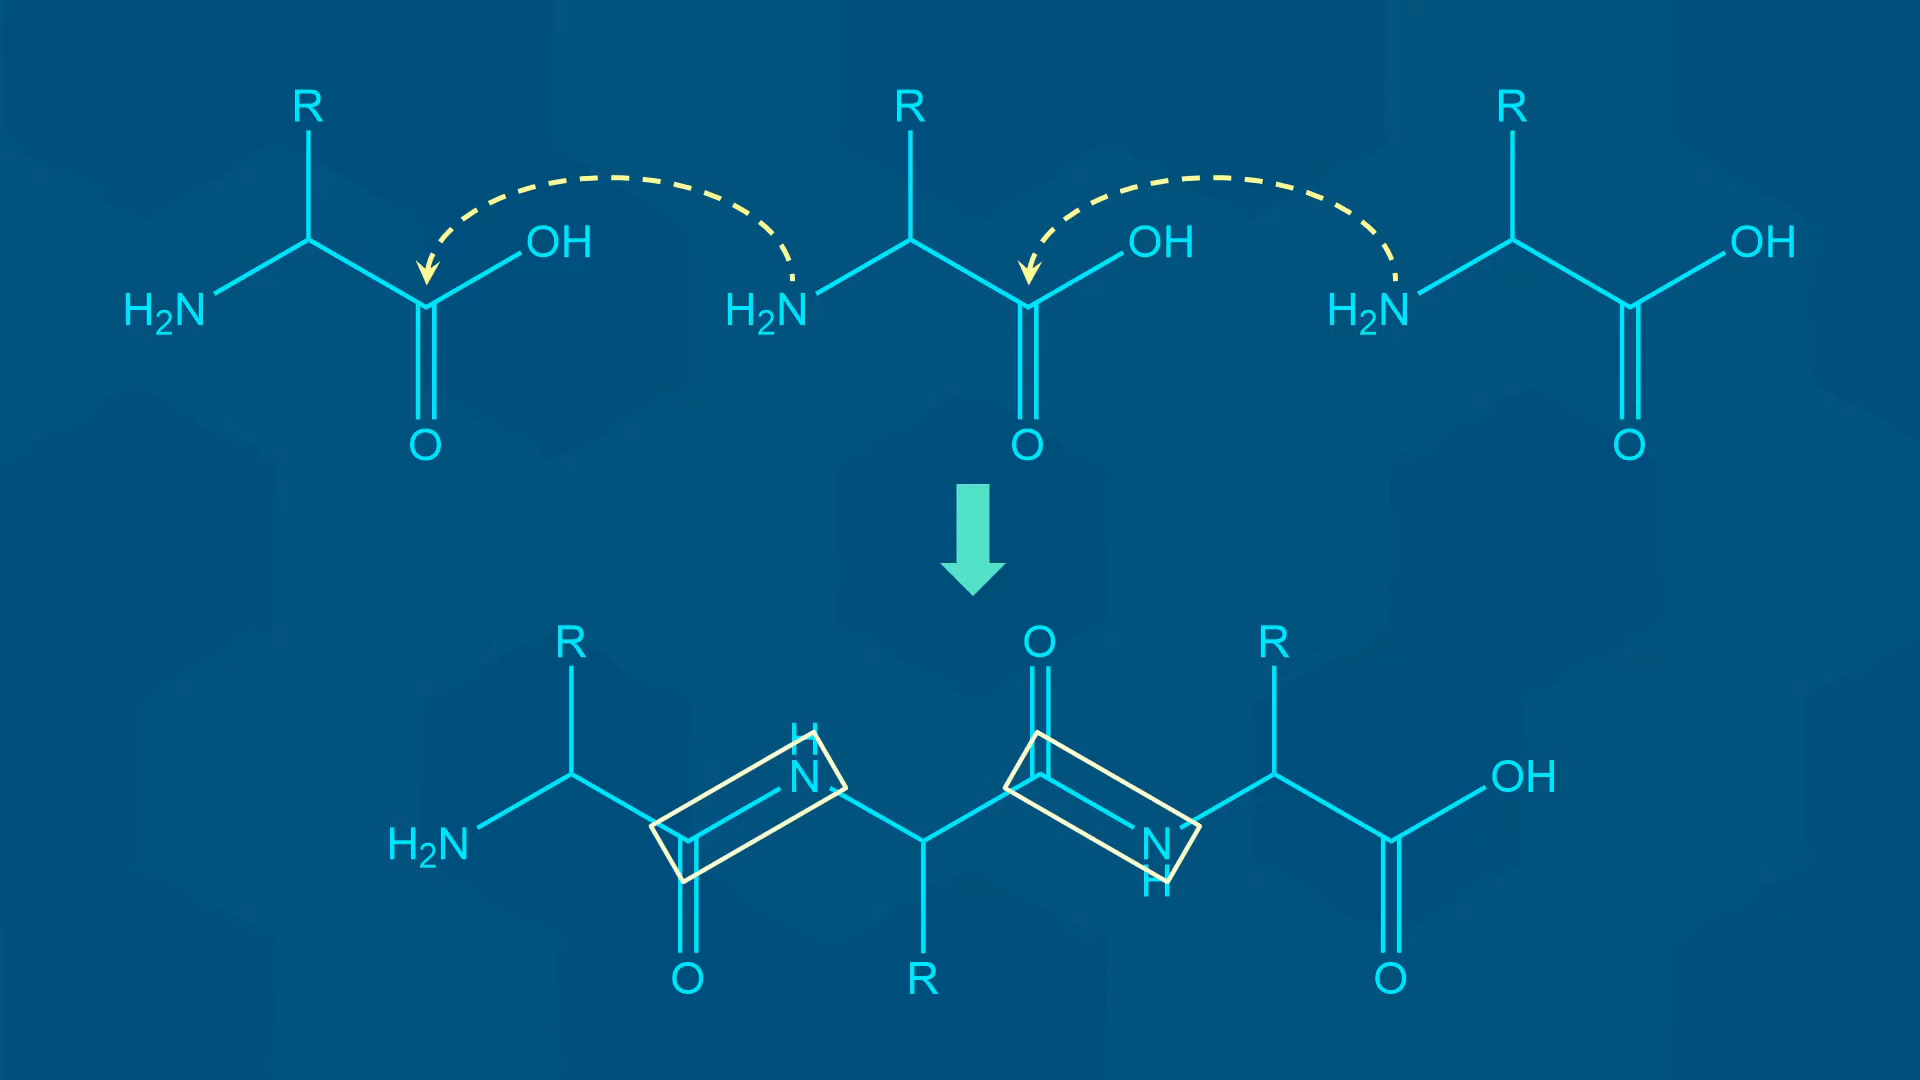 R R R
OH OH OH
H₂N H₂N H₂N
O O O
R O R
H
N OH
H₂N N
H
O R O